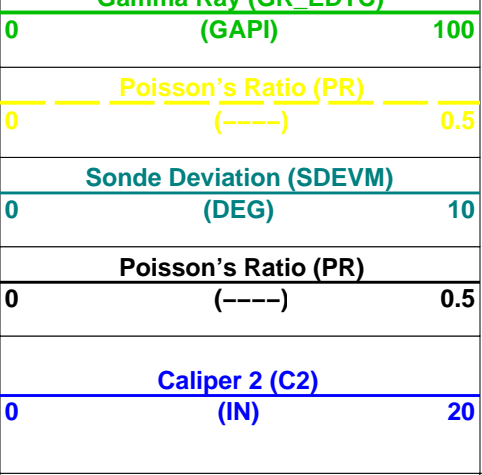 Gamma Ray (GR_EDTC)
0 (GAPI) 100
Poisson's Ratio (PR)
0 (----) 0.5
Sonde Deviation (SDEVM)
0 (DEG) 10
Poisson's Ratio (PR)
0 (----) 0.5
Caliper 2 (C2)
0 (IN) 20